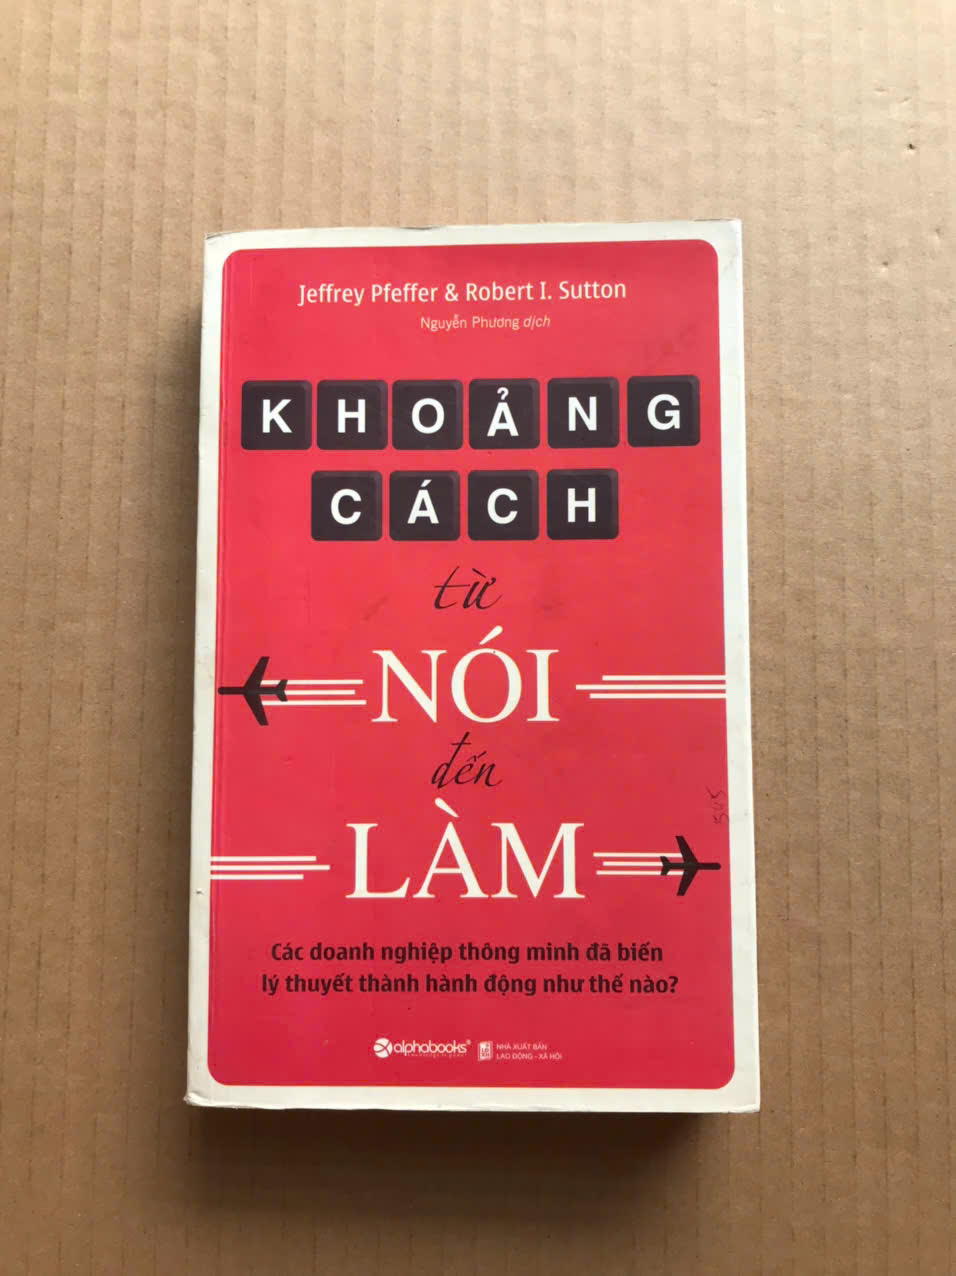 Jeffrey Pfeffer & Robert I. Sutton
Nguyễn Phương dịch
KHOẢNG
CÁCH
từ
NÓI
đến
LÀM
Các doanh nghiệp thông minh đã biến
lý thuyết thành hành động như thế nào?
alphabooks®
NHÀ XUẤT BẢN
LAO ĐỘNG - XÃ HỘI